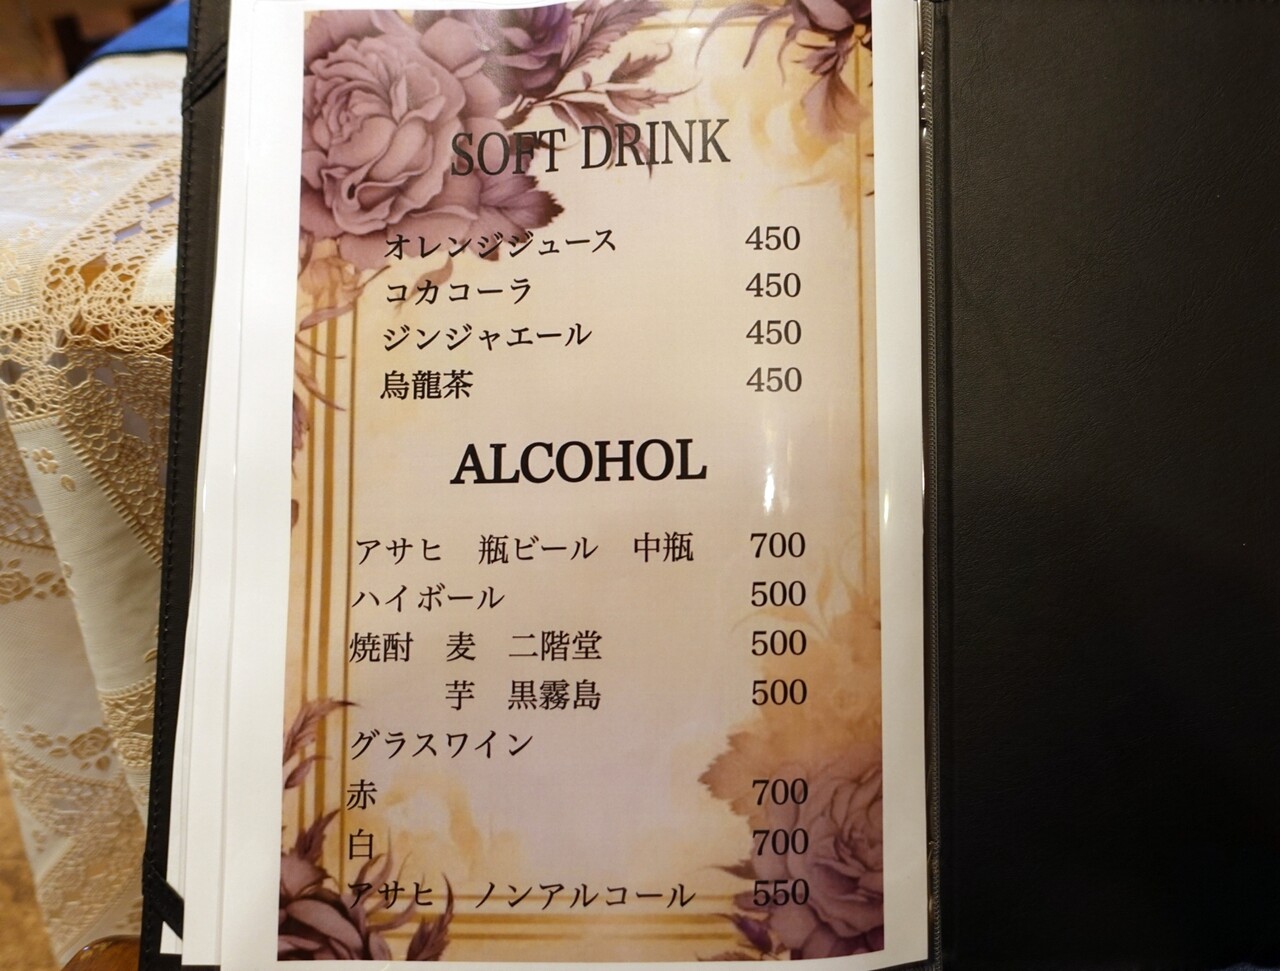 SOFT DRINK
オレンジジュース 450
コカコーラ 450
ジンジャエール 450
烏龍茶 450
ALCOHOL
アサヒ 瓶ビール 中瓶 700
ハイボール 500
焼酎 麦 二階堂 500
芋 黒霧島 500
グラスワイン
赤 700
白 700
アサヒ ノンアルコール 550